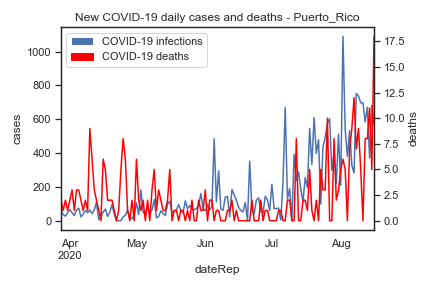 New COVID-19 daily cases and deaths - Puerto_Rico
COVID-19 infections
COVID-19 deaths
1000
800
600
400
200
0
cases
17.5
15.0
12.5
10.0
7.5
5.0
2.5
0.0
deaths
Apr
2020
May
Jun
Jul
Aug
dateRep